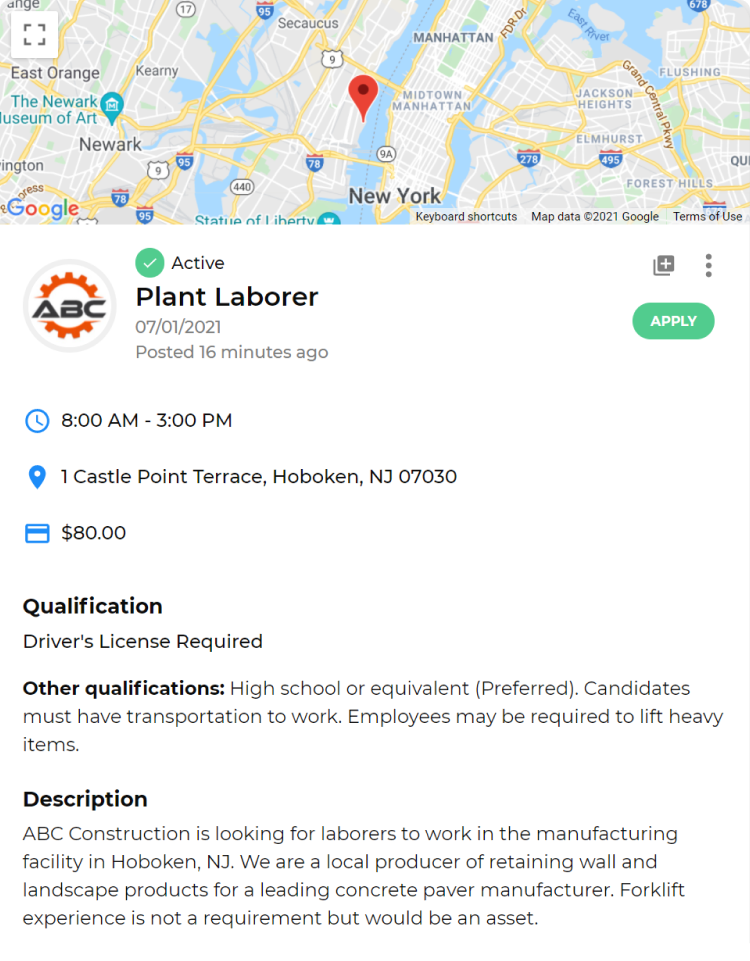 ange
17
95
Secaucus
MANHATTAN
FDR Dr
East River
678
9
East Orange
Kearny
Grand Central Pkwy
FLUSHING
The Newark
Museum of Art
MIDTOWN
MANHATTAN
JACKSON
HEIGHTS
Newark
ELMHURST
ington
9
95
78
9A
278
495
QUE
78
440
New York
FOREST HILLS
Google
95
Statue of Liberty
Keyboard shortcuts Map data ©2021 Google Terms of Use
Active
ABC
Plant Laborer
07/01/2021
APPLY
Posted 16 minutes ago
8:00 AM - 3:00 PM
1 Castle Point Terrace, Hoboken, NJ 07030
$80.00
Qualification
Driver's License Required
Other qualifications: High school or equivalent (Preferred). Candidates
must have transportation to work. Employees may be required to lift heavy
items.
Description
ABC Construction is looking for laborers to work in the manufacturing
facility in Hoboken, NJ. We are a local producer of retaining wall and
landscape products for a leading concrete paver manufacturer. Forklift
experience is not a requirement but would be an asset.